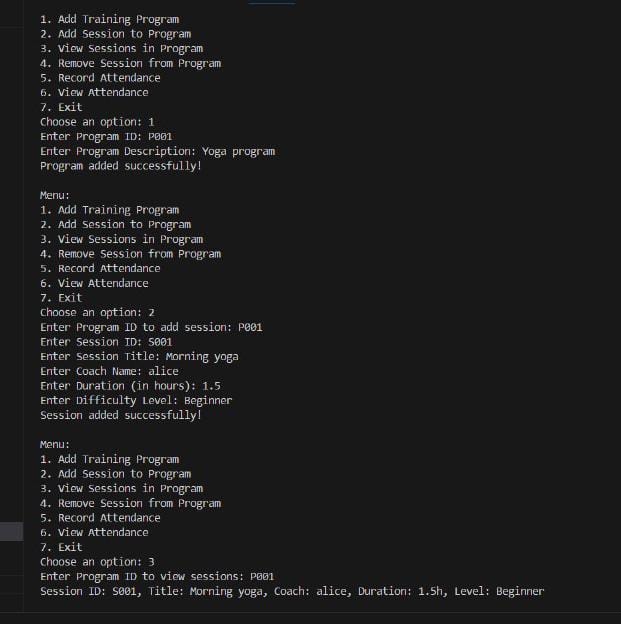 1. Add Training Program
2. Add Session to Program
3. View Sessions in Program
4. Remove Session from Program
5. Record Attendance
6. View Attendance
7. Exit
Choose an option: 1
Enter Program ID: P001
Enter Program Description: Yoga program
Program added successfully!
Menu:
1. Add Training Program
2. Add Session to Program
3. View Sessions in Program
4. Remove Session from Program
5. Record Attendance
6. View Attendance
7. Exit
Choose an option: 2
Enter Program ID to add session: P001
Enter Session ID: S001
Enter Session Title: Morning yoga
Enter Coach Name: alice
Enter Duration (in hours): 1.5
Enter Difficulty Level: Beginner
Session added successfully!
Menu:
1. Add Training Program
2. Add Session to Program
3. View Sessions in Program
4. Remove Session from Program
5. Record Attendance
6. View Attendance
7. Exit
Choose an option: 3
Enter Program ID to view sessions: P001
Session ID: S001, Title: Morning yoga, Coach: alice, Duration: 1.5h, Level: Beginner